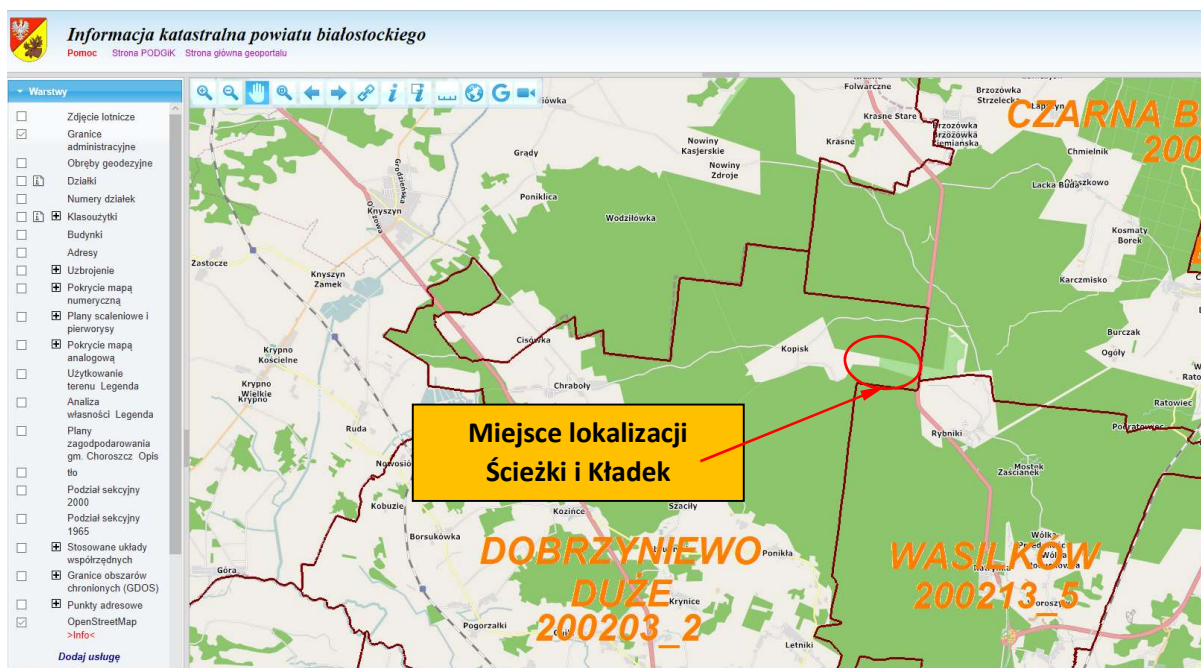 Informacja katastralna powiatu białostockiego
Pomoc Strona PODGiK Strona główna geoportalu
Warstwy
Zdjęcie lotnicze
Granice
administracyjne
Obręby geodezyjne
Działki
Numery działek
Klasoużytki
Budynki
Adresy
Uzbrojenie
Pokrycie mapą
numeryczną
Plany scaleniowe i
pierworysy
Pokrycie mapą
analogową
Użytkowanie
terenu Legenda
Analiza
własności Legenda
Plany
zagodpodarowania
gm. Choroszcz Opis
tło
Podział sekcyjny
2000
Podział sekcyjny
1965
Stosowane układy
współrzędnych
Granice obszarów
chronionych (GDOS)
Punkty adresowe
OpenStreetMap
>Info<
Dodaj usługę
Folwarczne
Brzozówka
Strzelecka
CZARNA B
200
Krasne Stare
Krasne
Brzozówka
Ziemiańska
Chmielnik
Nowiny
Kasjerskie
Nowiny
Zdroje
Grądy
Grodzieńska
Poniklica
Lacka Buda
Knyszyn
Wodziłówka
Kosmaty
Borek
Zastocze
Knyszyn
Zamek
Karczmisko
Burczak
Cisówka
Krypno
Kościelne
Kopisk
Ogóły
Krypno
Wielkie
Krypno
Chraboły
Ratowiec
Miejsce lokalizacji
Ścieżki i Kładek
Ruda
Rybniki
Podratowiec
Mostek
Zaścianek
Kobuzie
Kozińce
Szaciły
Borsukówka
DOBRZYNIEWO
DUŻE
200203_2
Ponikła
WASILKÓW
200213_5
Wólka
Góra
Krynice
Pogorzałki
Letniki